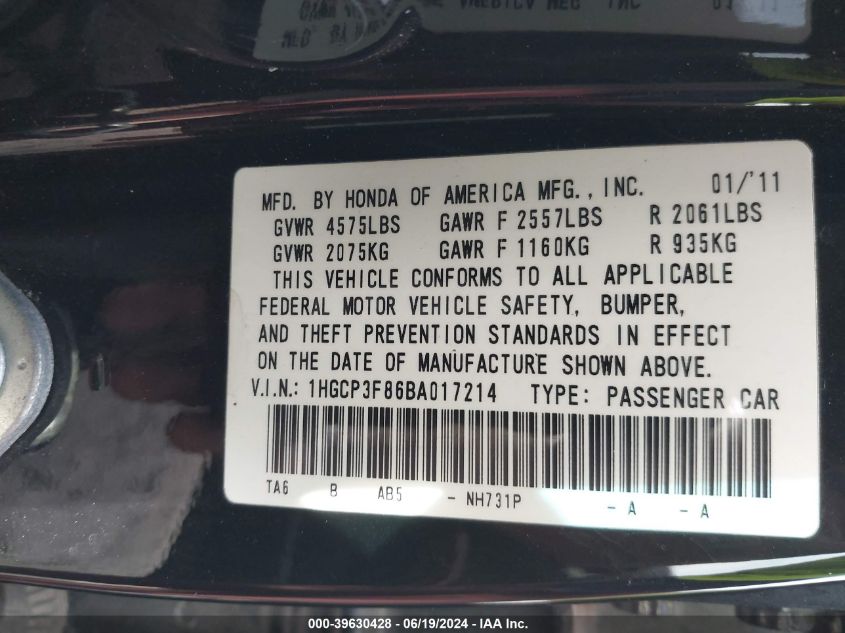 MFD. BY HONDA OF AMERICA MFG., INC. 01/'11
GVWR 4575LBS GAWR F 2557LBS R 2061LBS
GVWR 2075KG GAWR F 1160KG R 935KG
THIS VEHICLE CONFORMS TO ALL APPLICABLE
FEDERAL MOTOR VEHICLE SAFETY, BUMPER,
AND THEFT PREVENTION STANDARDS IN EFFECT
ON THE DATE OF MANUFACTURE SHOWN ABOVE.
V.I.N.: 1HGCP3F86BA017214 TYPE: PASSENGER CAR
TA6 B AB5 - NH731P - A - A
000-39630428 - 06/19/2024 - IAA Inc.